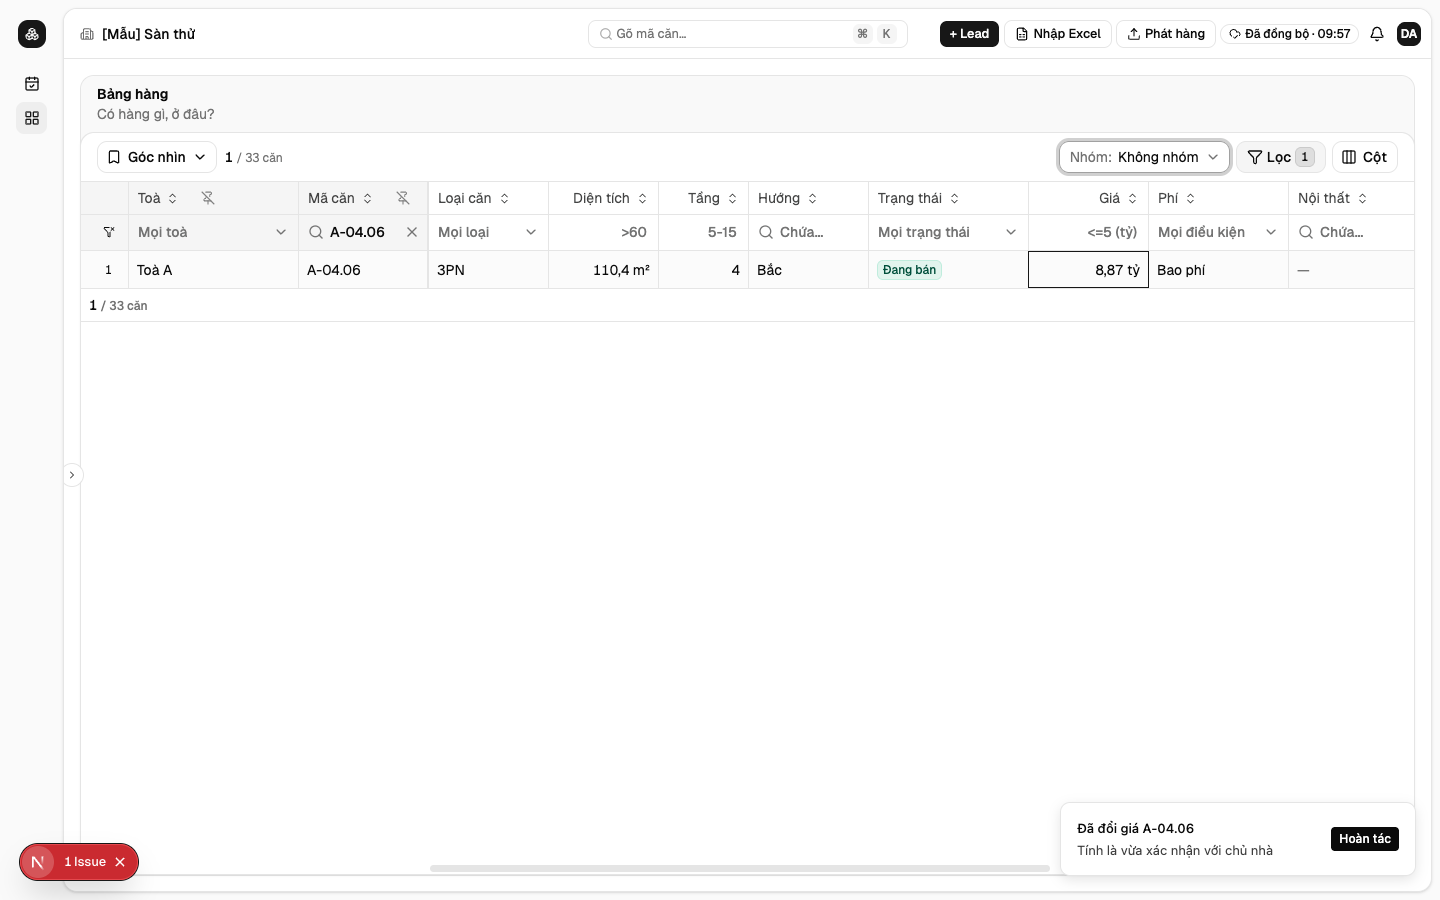 [Mẫu] Sàn thử
Gõ mã căn...
⌘ K
+ Lead
Nhập Excel
Phát hàng
Đã đồng bộ · 09:57
DA
Bảng hàng
Có hàng gì, ở đâu?
Góc nhìn
1 / 33 căn
Nhóm: Không nhóm
Lọc 1
Cột
Toà Mã căn Loại căn Diện tích Tầng Hướng Trạng thái Giá Phí Nội thất
Mọi toà A-04.06 Mọi loại >60 5-15 Chứa... Mọi trạng thái <=5 (tỷ) Mọi điều kiện Chứa...
1 Toà A A-04.06 3PN 110,4 m² 4 Bắc Đang bán 8,87 tỷ Bao phí —
1 / 33 căn
Đã đổi giá A-04.06
Tính là vừa xác nhận với chủ nhà
Hoàn tác
N 1 Issue